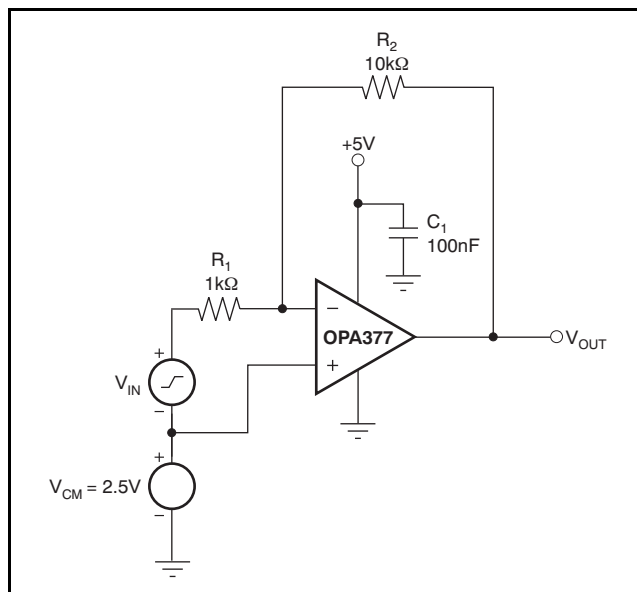 R2
10kΩ
+5V
C1
100nF
R1
1kΩ
−
OPA377
+
VOUT
+
VIN
−
+
VCM = 2.5V
−